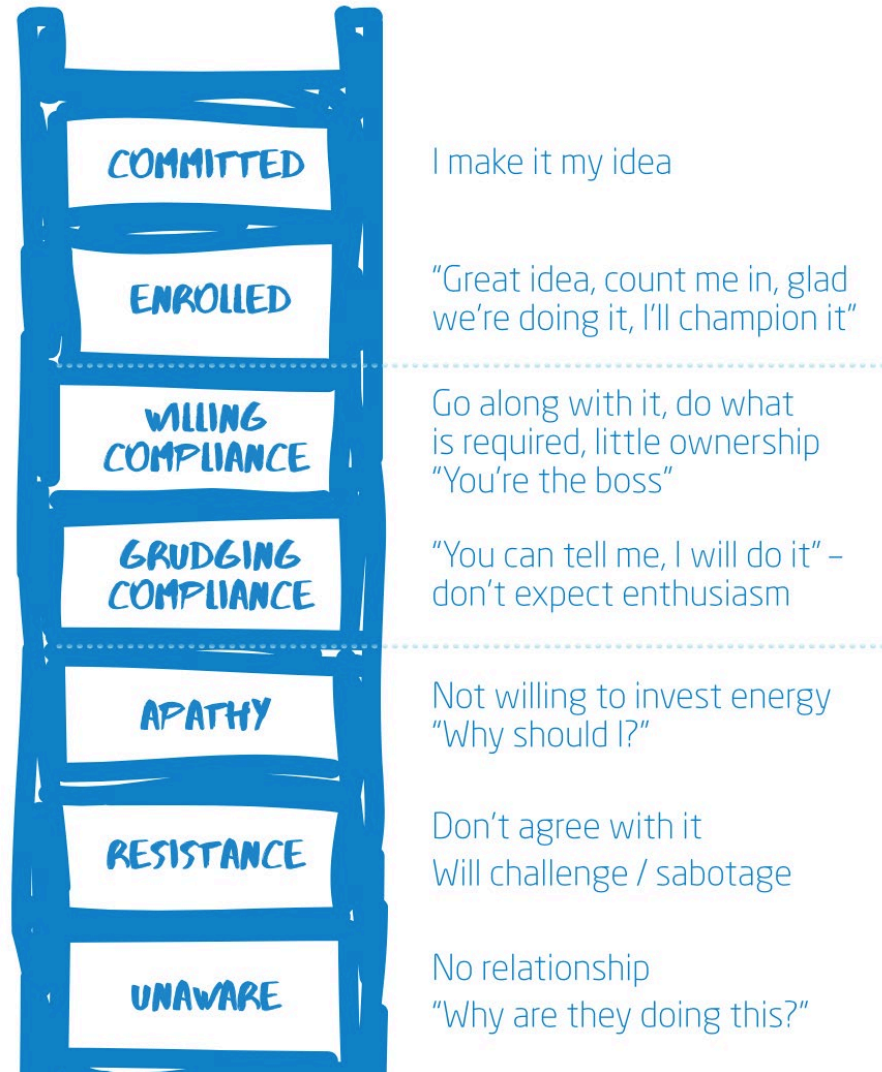 COMMITTED
I make it my idea
ENROLLED
"Great idea, count me in, glad
we're doing it, I'll champion it"
WILLING
COMPLIANCE
Go along with it, do what
is required, little ownership
"You're the boss"
GRUDGING
COMPLIANCE
"You can tell me, I will do it" –
don't expect enthusiasm
APATHY
Not willing to invest energy
"Why should I?"
RESISTANCE
Don't agree with it
Will challenge / sabotage
UNAWARE
No relationship
"Why are they doing this?"